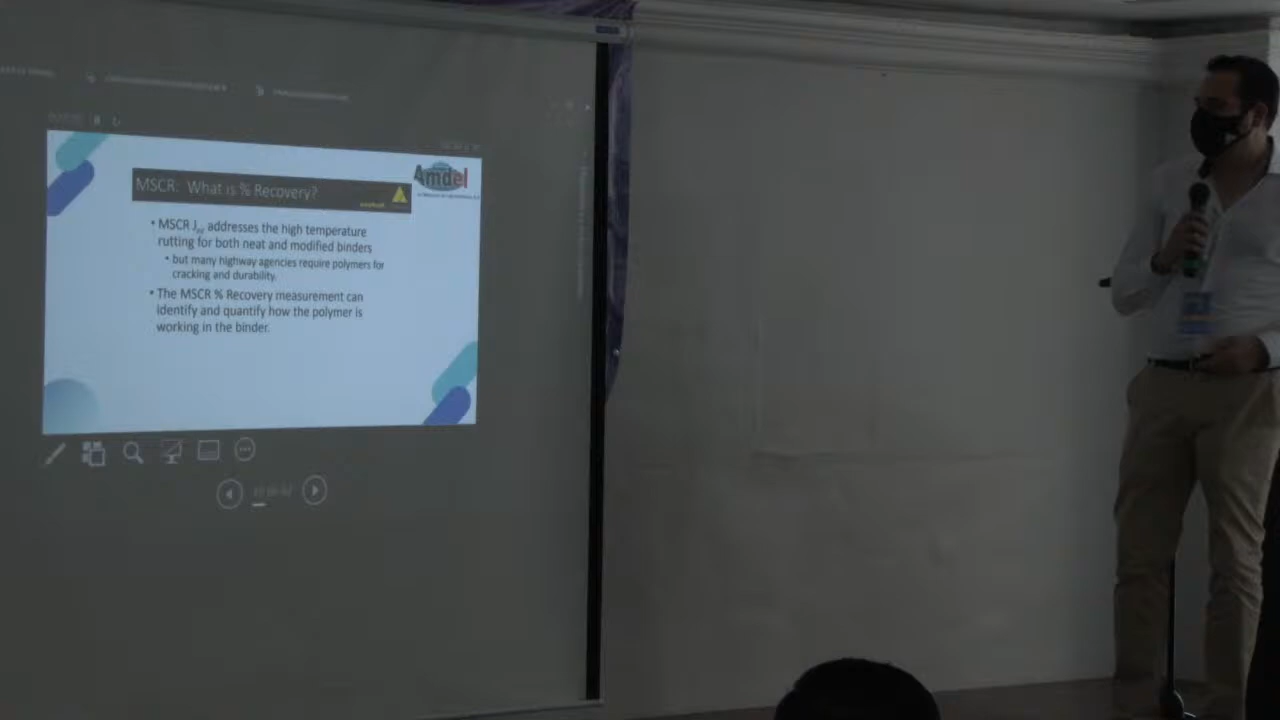 Amdel
MSCR: What is % Recovery?
• MSCR Jnr addresses the high temperature
rutting for both neat and modified binders
• but many highway agencies require polymers for
cracking and durability.
• The MSCR % Recovery measurement can
identify and quantify how the polymer is
working in the binder.